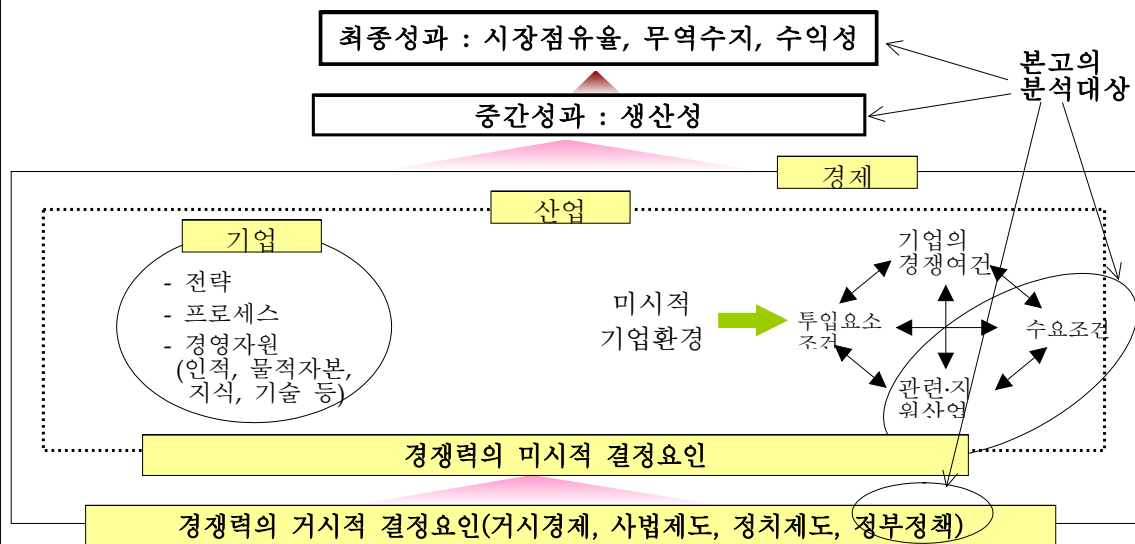 최종성과 : 시장점유율, 무역수지, 수익성
본고의
분석대상
중간성과 : 생산성
경제
산업
기업
- 전략
- 프로세스
- 경영자원
(인적, 물적자본,
지식, 기술 등)
미시적
기업환경
기업의
경쟁여건
투입요소
조건
수요조건
관련·지
원산업
경쟁력의 미시적 결정요인
경쟁력의 거시적 결정요인(거시경제, 사법제도, 정치제도, 정부정책)